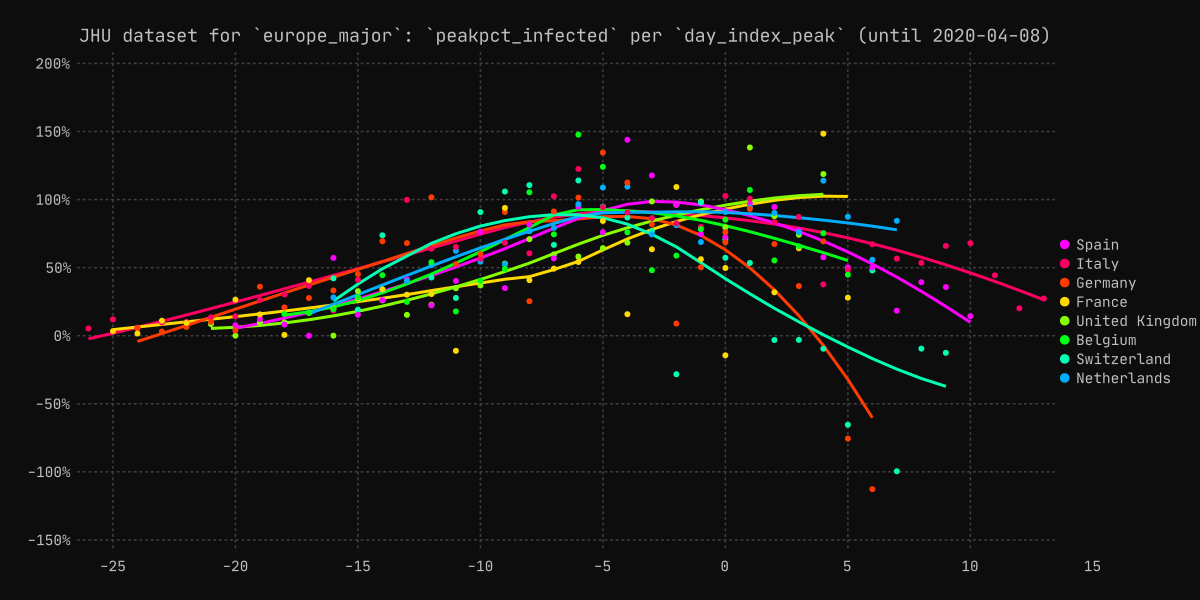 JHU dataset for `europe_major`: `peakpct_infected` per `day_index_peak` (until 2020-04-08)
200%
150%
100%
50%
0%
-50%
-100%
-150%
Spain
Italy
Germany
France
United Kingdom
Belgium
Switzerland
Netherlands
-25 -20 -15 -10 -5 0 5 10 15